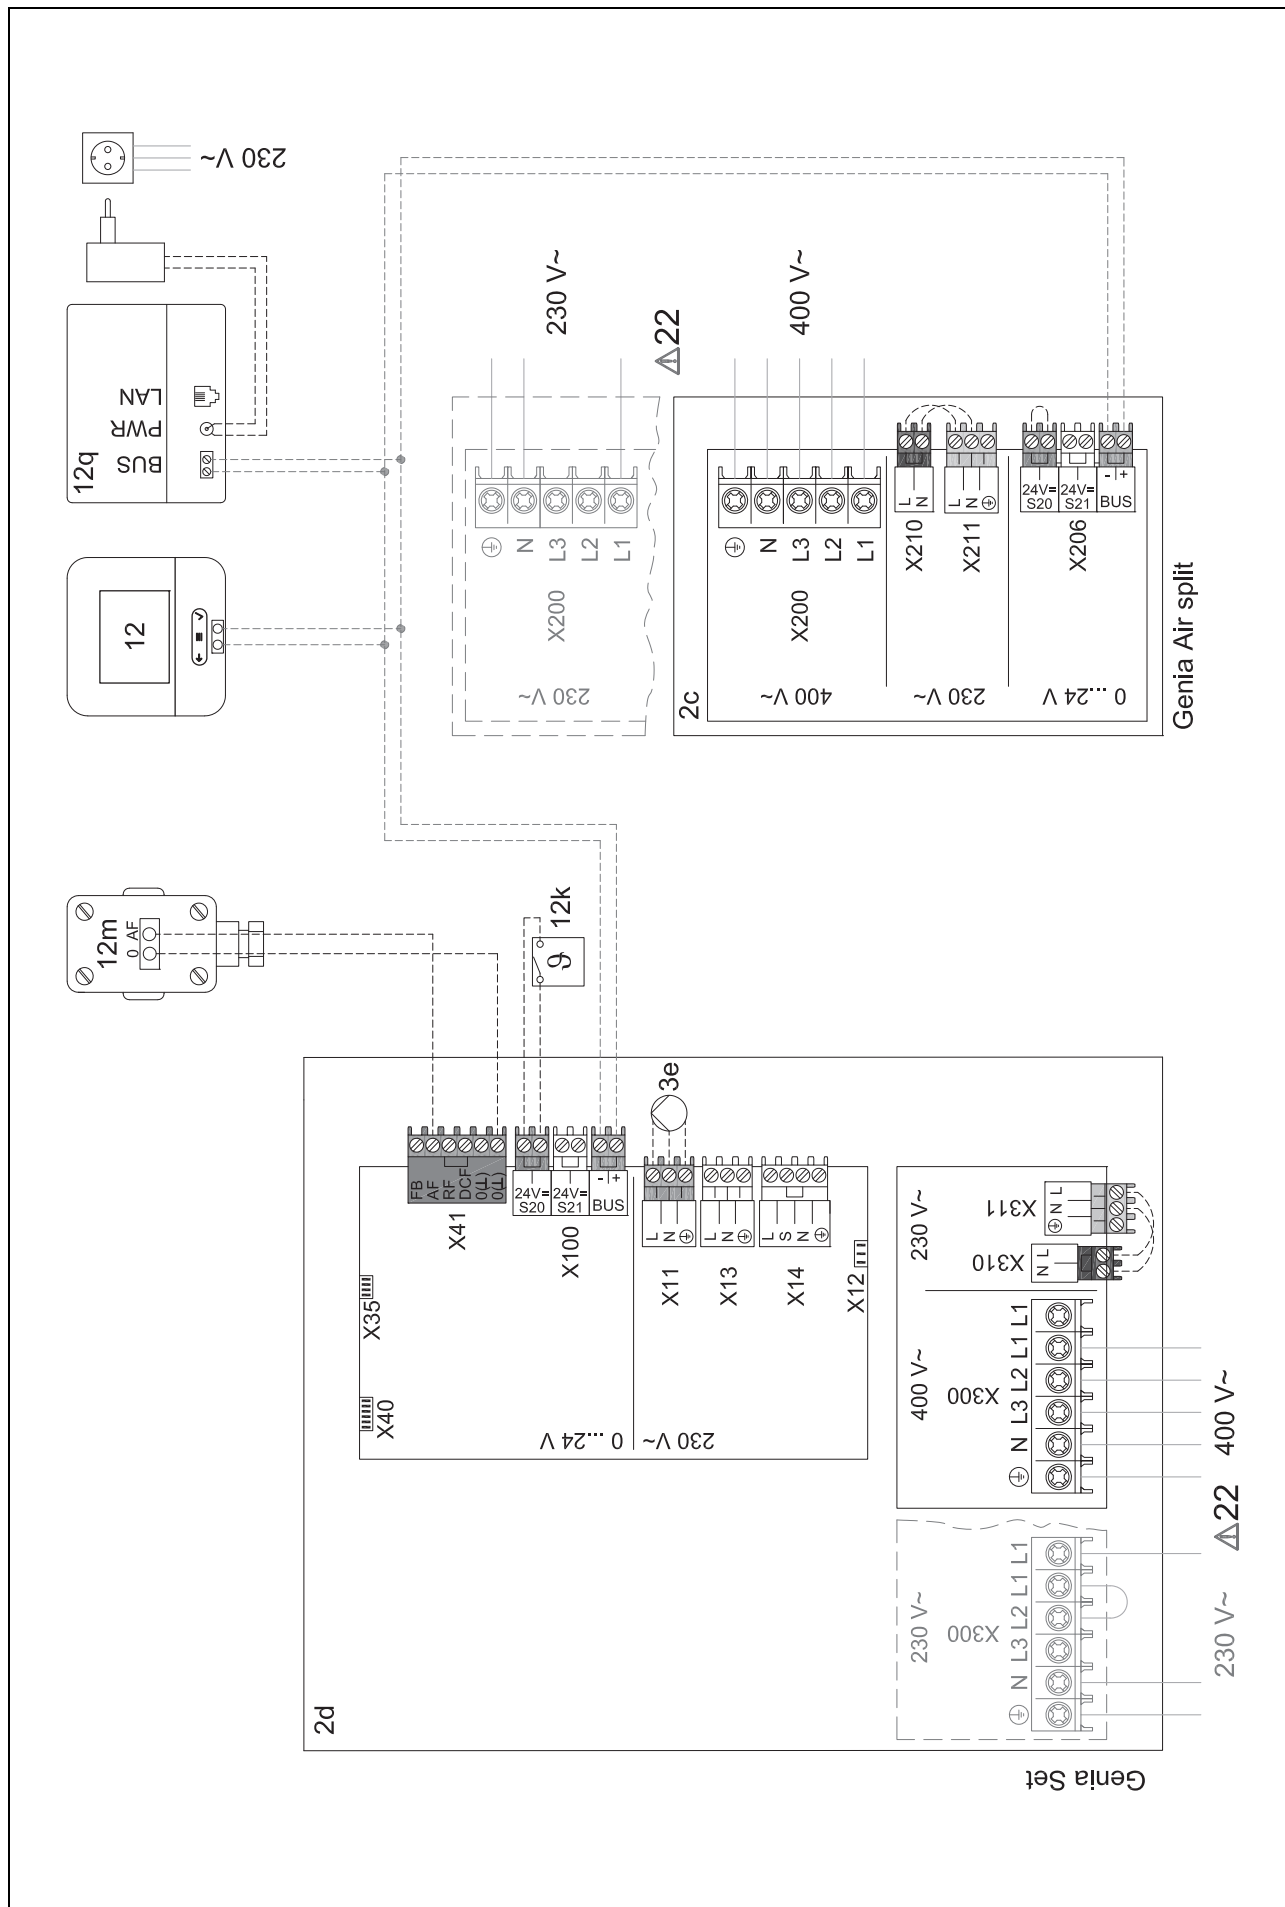 230 V~
12q
BUS
PWR
LAN
12
12m
0 AF
12k
ϑ
230 V~
X200
L1
L2
L3
N
230 V~
⚠22
400 V~
2c
400 V~
X200
L1
L2
L3
N
230 V~
X210
L
N
X211
L
N
0...24 V
X206
24V=
S20
24V=
S21
BUS
- +
Genia Air split
2d
X35
X40
X41
FB
AF
RF
DCF
0(⊥)
0(⊥)
X100
24V=
S20
24V=
S21
BUS
- +
0...24 V
230 V~
X11
L
N
3e
X13
L
N
X14
L
S
N
X12
230 V~
X311
N L
X310
N L
400 V~
X300
N L3 L2 L1 L1
400 V~
⚠22
230 V~
X300
N L3 L2 L1 L1
230 V~
Genia Set